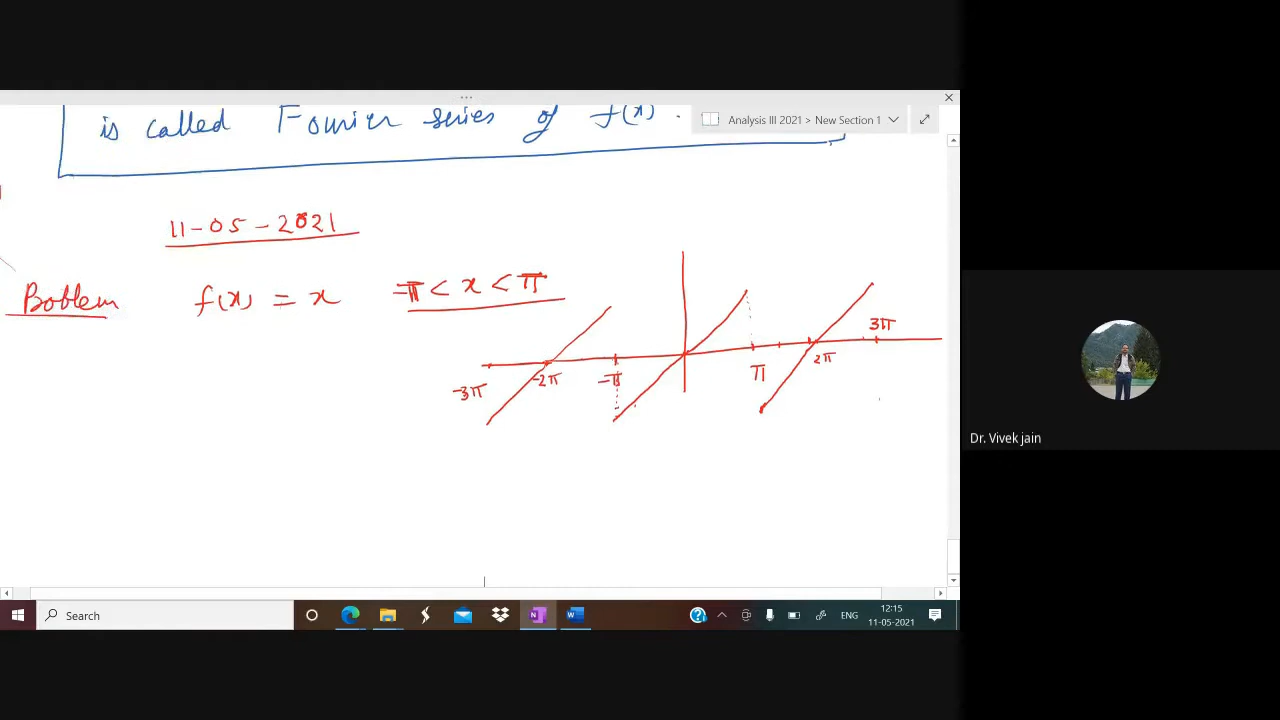 is called Fourier series of f(x).
Analysis III 2021 > New Section 1
11-05-2021
Boblem f(x) = x -π < x < π
3π
-3π -2π -π π 2π
Dr. Vivek jain
Search
ENG
12:15
11-05-2021